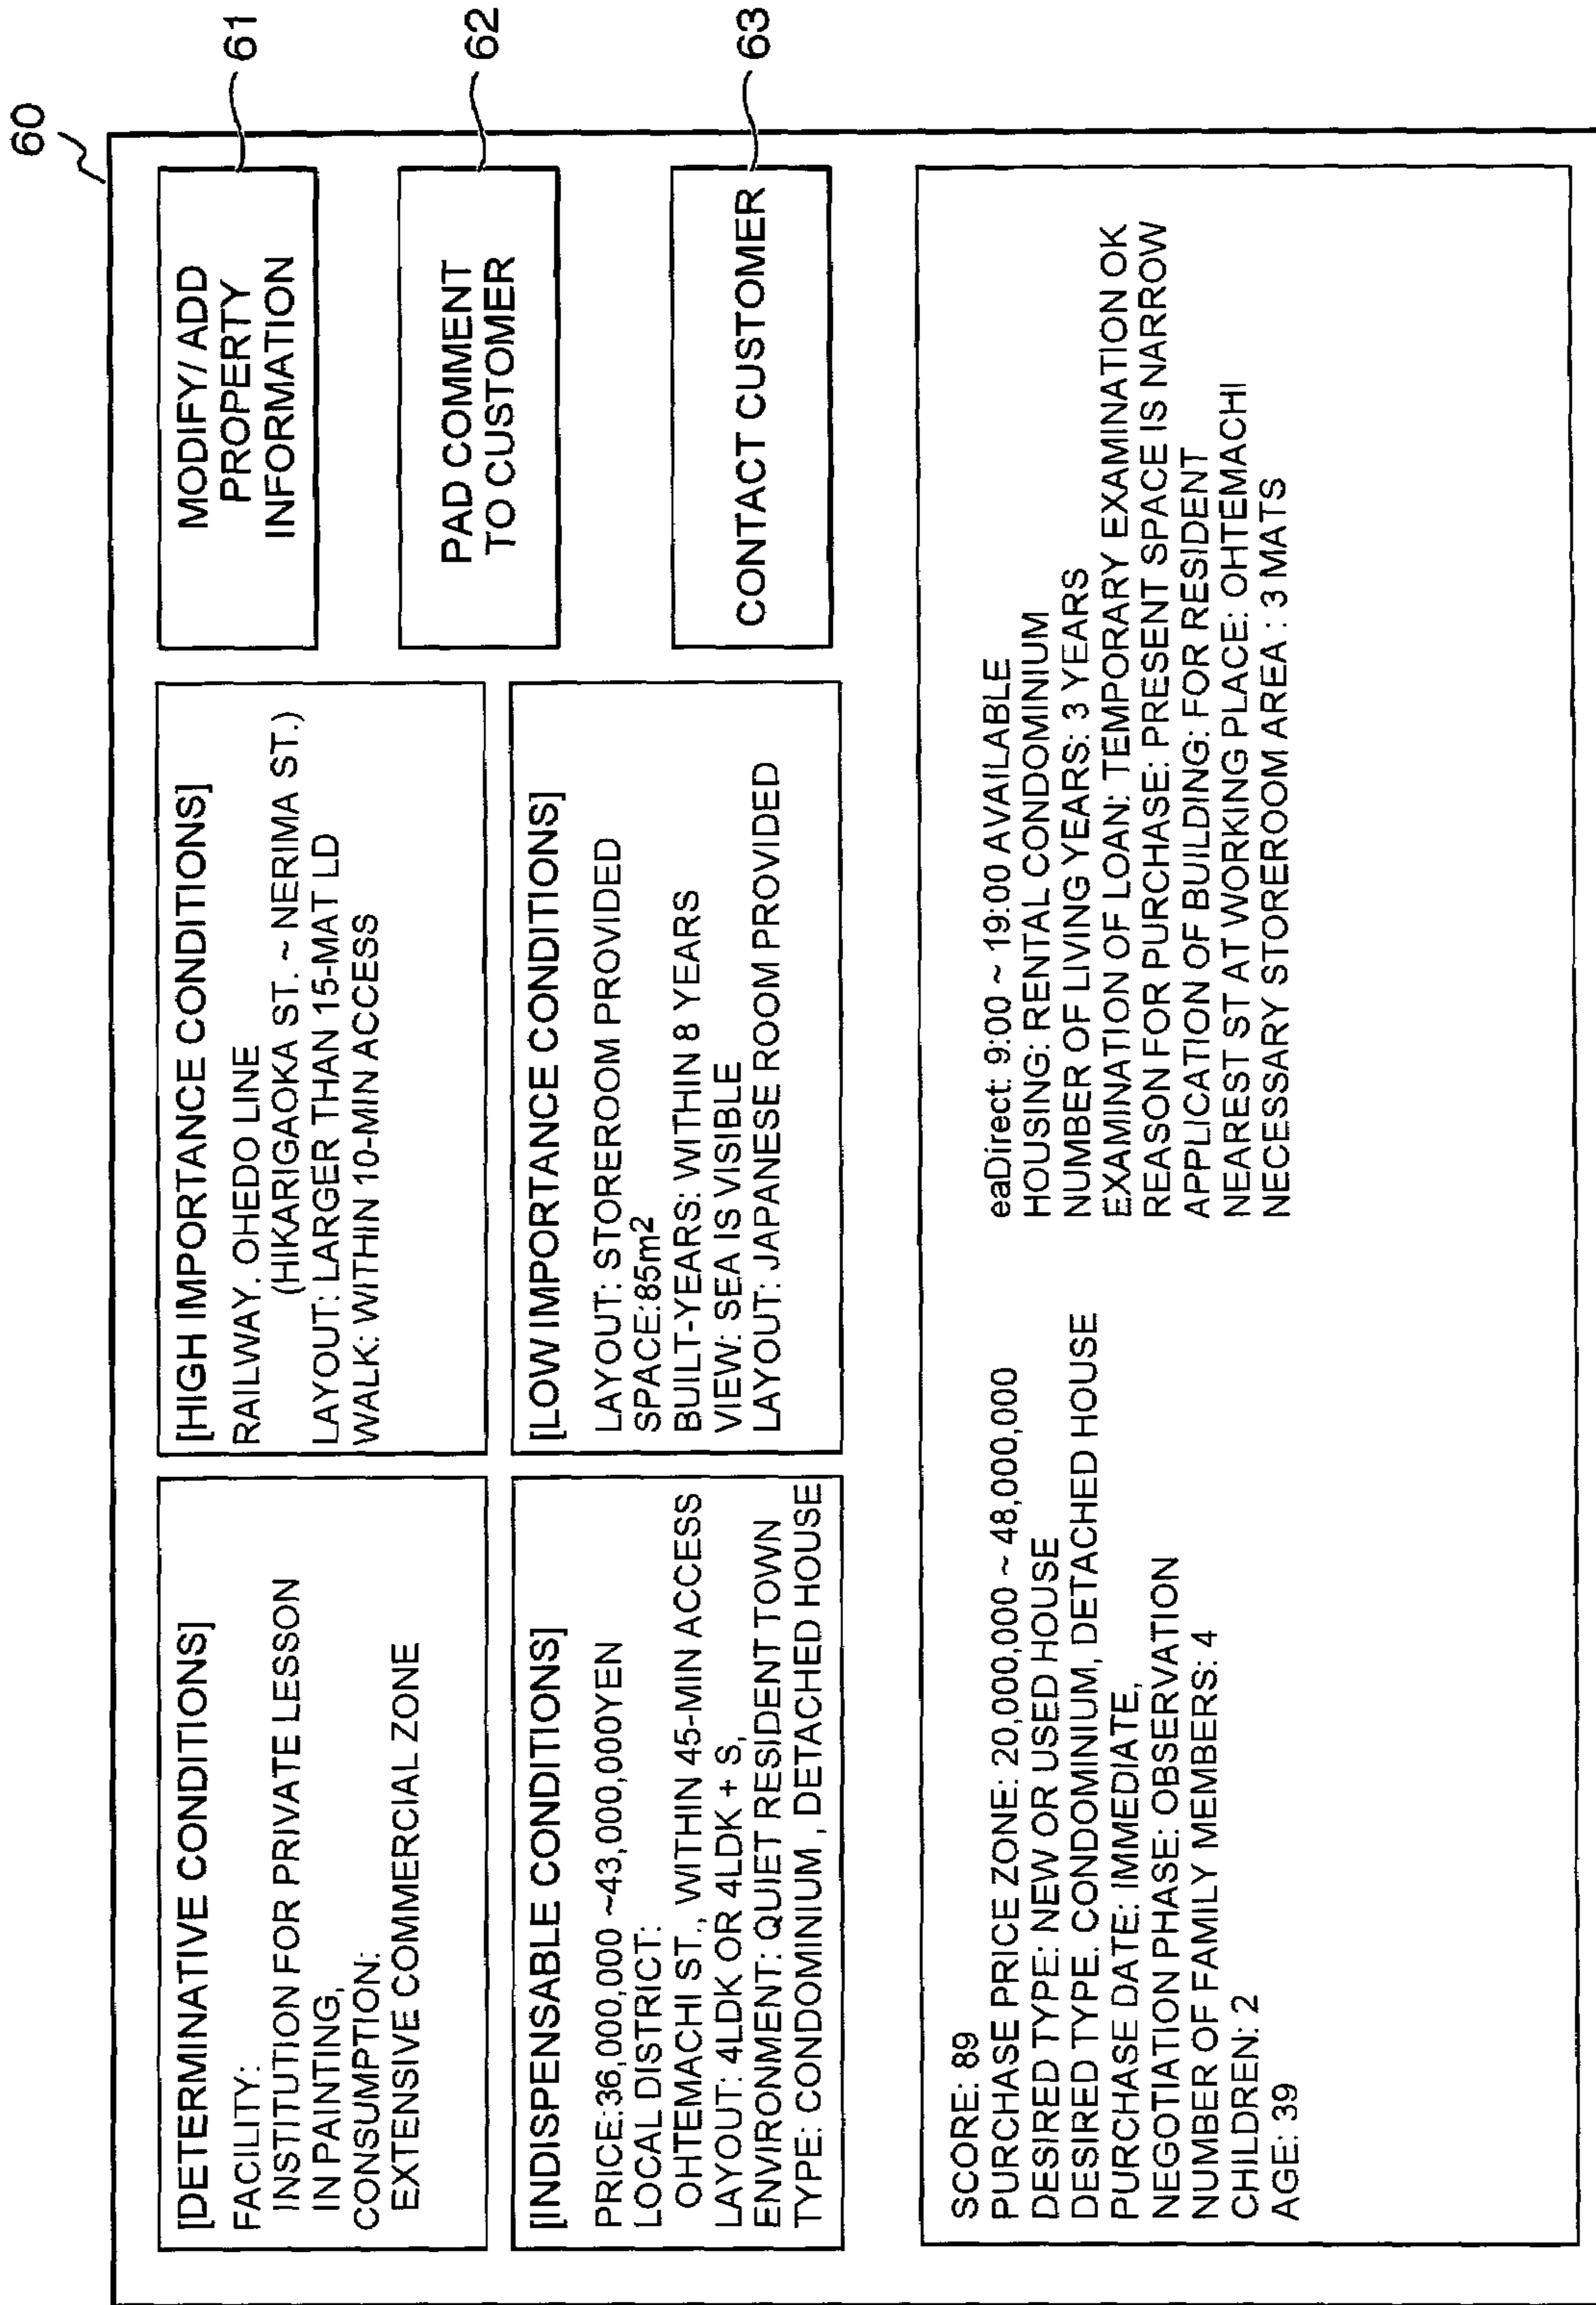 60
[DETERMINATIVE CONDITIONS]
FACILITY:
INSTITUTION FOR PRIVATE LESSON
IN PAINTING,
CONSUMPTION:
EXTENSIVE COMMERCIAL ZONE
[HIGH IMPORTANCE CONDITIONS]
RAILWAY. OHEDO LINE
(HIKARIGAOKA ST. ~ NERIMA ST.)
LAYOUT: LARGER THAN 15-MAT LD
WALK: WITHIN 10-MIN ACCESS
MODIFY/ ADD
PROPERTY
INFORMATION
61
[INDISPENSABLE CONDITIONS]
PRICE:36,000,000 ~43,000,000YEN
LOCAL DISTRICT:
OHTEMACHI ST., WITHIN 45-MIN ACCESS
LAYOUT: 4LDK OR 4LDK + S,
ENVIRONMENT: QUIET RESIDENT TOWN
TYPE: CONDOMINIUM , DETACHED HOUSE
[LOW IMPORTANCE CONDITIONS]
LAYOUT: STOREROOM PROVIDED
SPACE:85m²
BUILT-YEARS: WITHIN 8 YEARS
VIEW: SEA IS VISIBLE
LAYOUT: JAPANESE ROOM PROVIDED
PAD COMMENT
TO CUSTOMER
62
CONTACT CUSTOMER
63
SCORE: 89
PURCHASE PRICE ZONE: 20,000,000 ~ 48,000,000
DESIRED TYPE: NEW OR USED HOUSE
DESIRED TYPE. CONDOMINIUM, DETACHED HOUSE
PURCHASE DATE: IMMEDIATE,
NEGOTIATION PHASE: OBSERVATION
NUMBER OF FAMILY MEMBERS: 4
CHILDREN: 2
AGE: 39
eaDirect: 9:00 ~ 19:00 AVAILABLE
HOUSING: RENTAL CONDOMINIUM
NUMBER OF LIVING YEARS: 3 YEARS
EXAMINATION OF LOAN: TEMPORARY EXAMINATION OK
REASON FOR PURCHASE: PRESENT SPACE IS NARROW
APPLICATION OF BUILDING: FOR RESIDENT
NEAREST ST AT WORKING PLACE: OHTEMACHI
NECESSARY STOREROOM AREA : 3 MATS